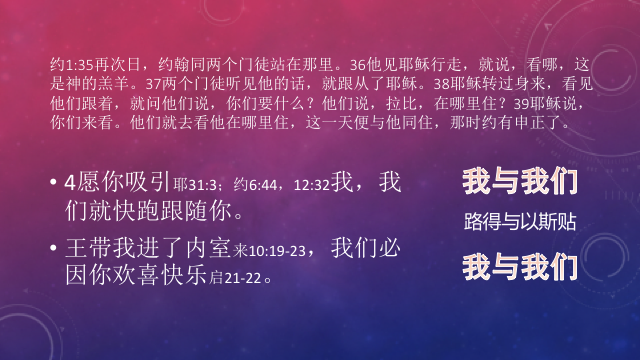 约1:35再次日，约翰同两个门徒站在那里。36他见耶稣行走，就说，看哪，这
是神的羔羊。37两个门徒听见他的话，就跟从了耶稣。38耶稣转过身来，看见
他们跟着，就问他们说，你们要什么？他们说，拉比，在哪里住？39耶稣说，
你们来看。他们就去看他在哪里住，这一天便与他同住，那时约有申正了。
• 4愿你吸引耶31:3；约6:44，12:32我，我
们就快跑跟随你。
• 王带我进了内室来10:19-23，我们必
因你欢喜快乐启21-22。
我与我们
路得与以斯贴
我与我们